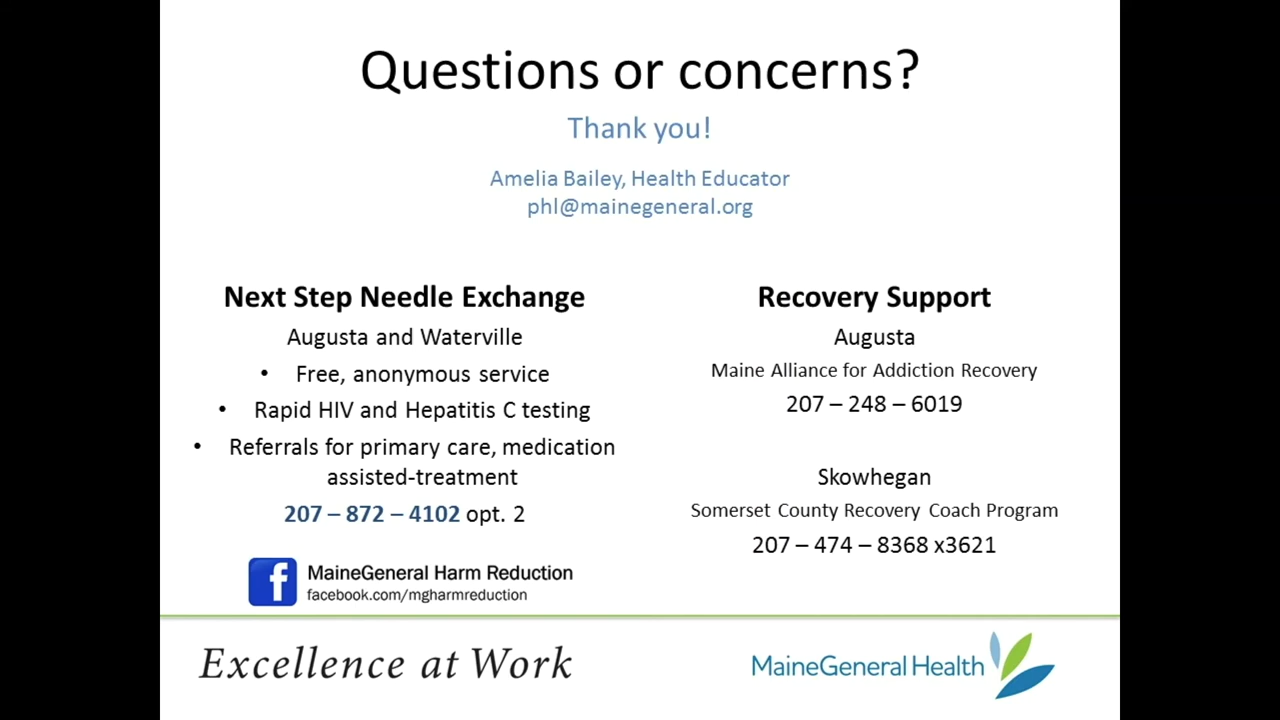 Questions or concerns?
Thank you!
Amelia Bailey, Health Educator
phl@mainegeneral.org
Next Step Needle Exchange
Augusta and Waterville
• Free, anonymous service
• Rapid HIV and Hepatitis C testing
• Referrals for primary care, medication
assisted-treatment
207 – 872 – 4102 opt. 2
f MaineGeneral Harm Reduction
facebook.com/mgharmreduction
Recovery Support
Augusta
Maine Alliance for Addiction Recovery
207 – 248 – 6019
Skowhegan
Somerset County Recovery Coach Program
207 – 474 – 8368 x3621
Excellence at Work
MaineGeneral Health